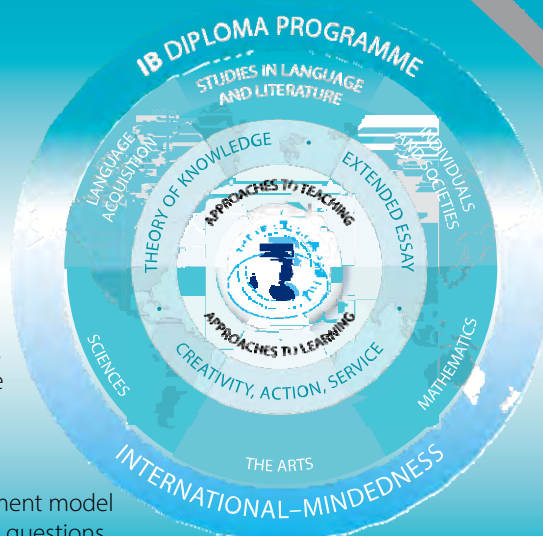 IB DIPLOMA PROGRAMME
STUDIES IN LANGUAGE
AND LITERATURE
LANGUAGE
ACQUISITION
INDIVIDUALS
AND SOCIETIES
THEORY OF KNOWLEDGE
EXTENDED ESSAY
APPROACHES TO TEACHING
APPROACHES TO LEARNING
CREATIVITY, ACTION, SERVICE
SCIENCES
MATHEMATICS
THE ARTS
INTERNATIONAL–MINDEDNESS
ment model
questions